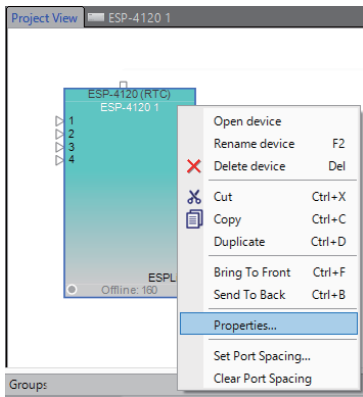 Project View ESP-4120 1
ESP-4120 (RTC)
ESP-4120 1
1
2
3
4
ESPL
Offline: 160
Open device
Rename device F2
Delete device Del
Cut Ctrl+X
Copy Ctrl+C
Duplicate Ctrl+D
Bring To Front Ctrl+F
Send To Back Ctrl+B
Properties...
Set Port Spacing...
Clear Port Spacing
Groups